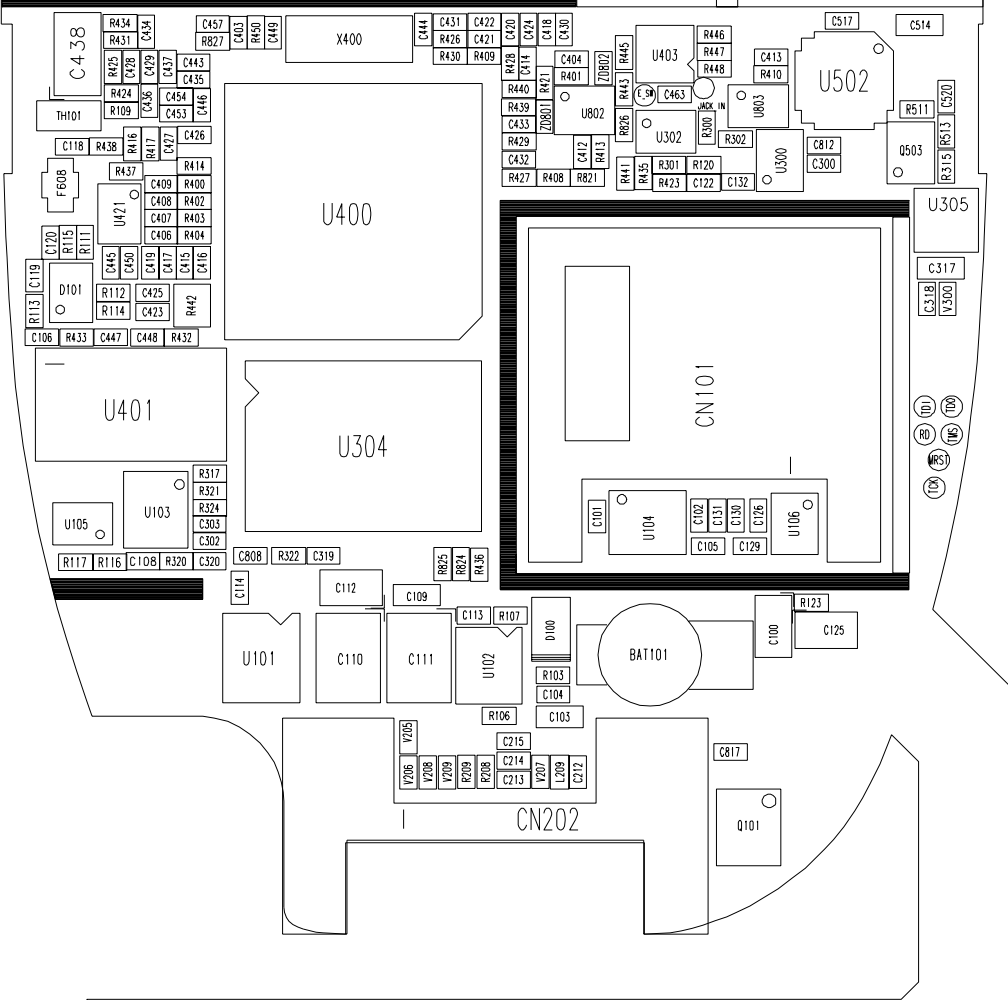 C438
R434
R431
C434
C457
R827
C403
R450
C449
X400
C444
C431
C422
R426
C421
R430
R409
C420
C424
C418
C430
R445
U403
R446
R447
R448
C517
C514
R425
C428
C429
C437
C443
C435
R428
C414
R421
C404
R401
ZD802
C413
R410
U502
R424
R109
C436
C454
C453
C446
R440
R439
C433
ZD801
U802
R443
E_SW
C463
JACK IN
U803
C520
TH101
R826
U302
R300
R302
R511
R513
Q503
R315
C118
R438
R416
R417
C427
C426
R429
C432
C412
R413
U300
C812
C300
F608
R437
R414
R427
R408
R821
R441
R435
R301
R120
R423
C122
C132
U421
C409
R400
C408
R402
C407
R403
C406
R404
U400
U305
C120
R115
R111
C445
C450
C419
C417
C415
C416
C119
D101
R113
R112
C425
R114
C423
R442
C317
C318
V300
C106
R433
C447
C448
R432
U401
U304
CN101
TDI
TDO
RD
TMS
MRST
TCK
R317
R321
R324
C303
C302
U105
U103
C101
U104
C102
C131
C130
C126
U106
C105
C129
R117
R116
C108
R320
C320
C808
R322
C319
R825
R824
R436
C114
C112
C109
C113
R107
D100
C100
R123
C125
U101
C110
C111
U102
BAT101
R103
C104
C103
R106
V205
C215
C214
C213
V206
V208
V209
R209
R208
V207
L209
C212
C817
CN202
Q101